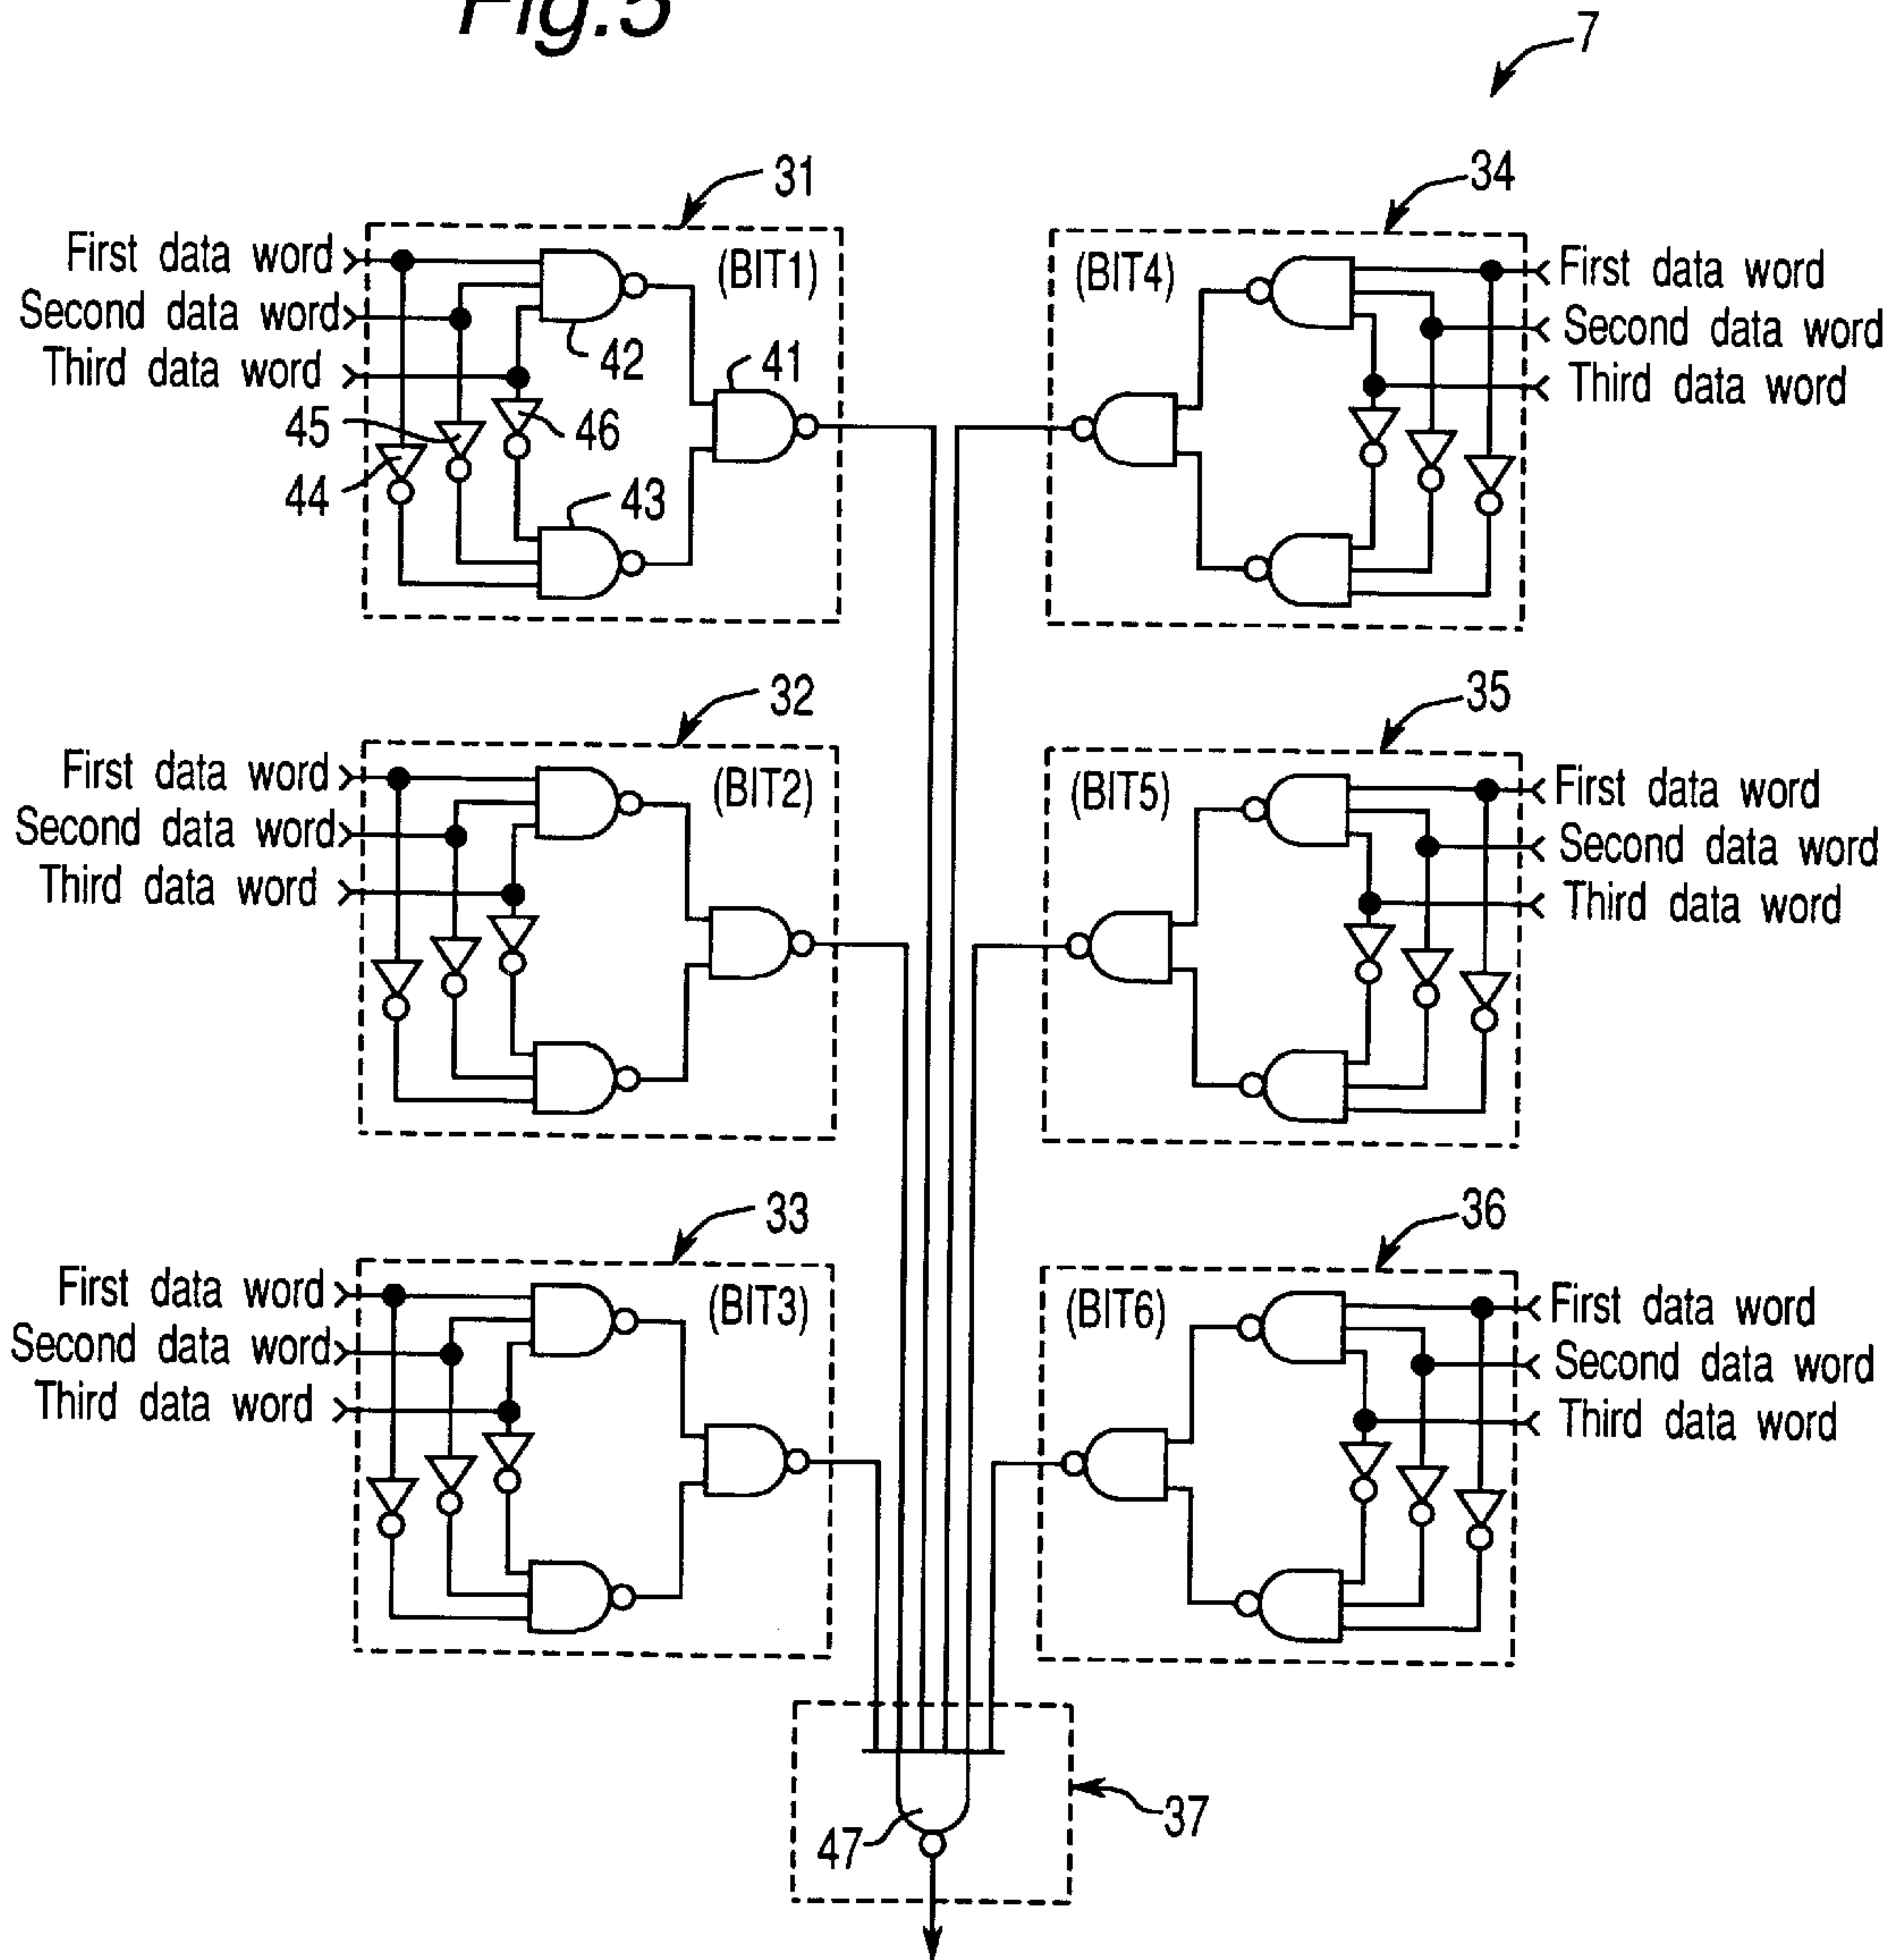 Fig.5
7
31
First data word
Second data word
Third data word
(BIT1)
42
41
45
46
44
43
34
(BIT4)
First data word
Second data word
Third data word
32
First data word
Second data word
Third data word
(BIT2)
35
(BIT5)
First data word
Second data word
Third data word
33
First data word
Second data word
Third data word
(BIT3)
36
(BIT6)
First data word
Second data word
Third data word
37
47